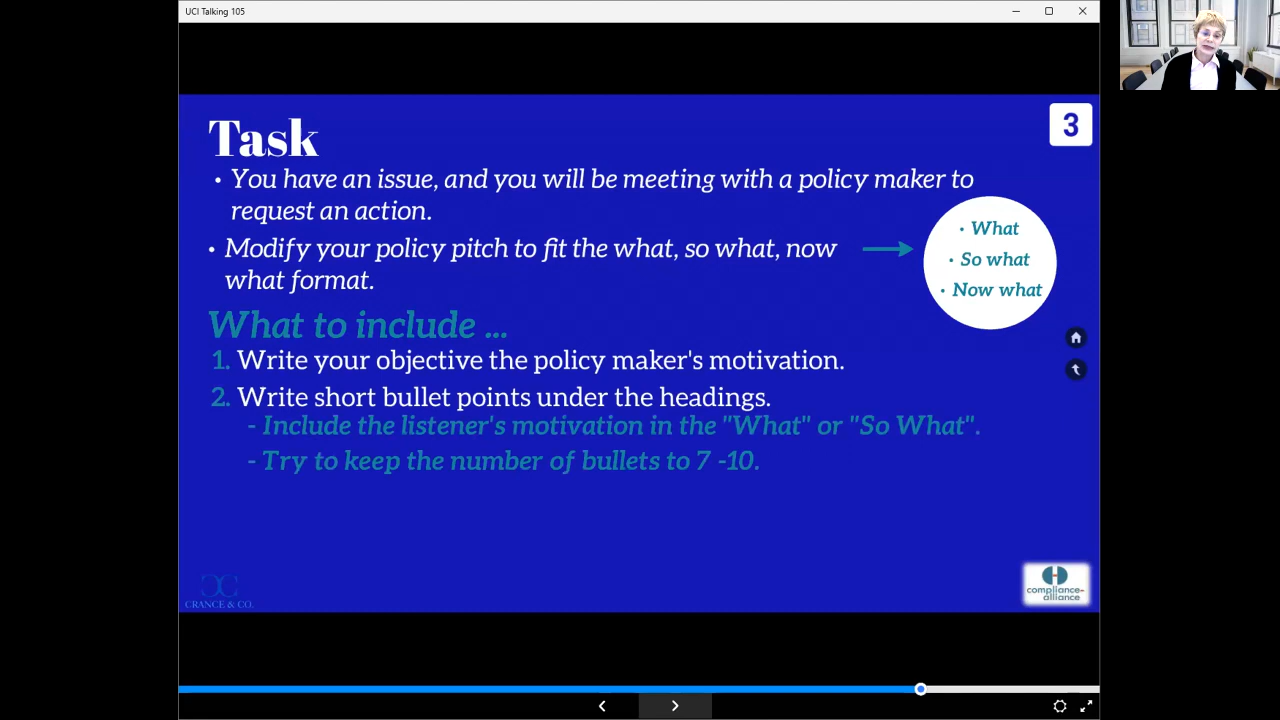 UCI Talking 105
Task
3
• You have an issue, and you will be meeting with a policy maker to
request an action.
• Modify your policy pitch to fit the what, so what, now
what format.
• What
• So what
• Now what
What to include ...
1. Write your objective the policy maker's motivation.
2. Write short bullet points under the headings.
- Include the listener's motivation in the "What" or "So What".
- Try to keep the number of bullets to 7 -10.
CRANCE & CO.
compliance-
alliance